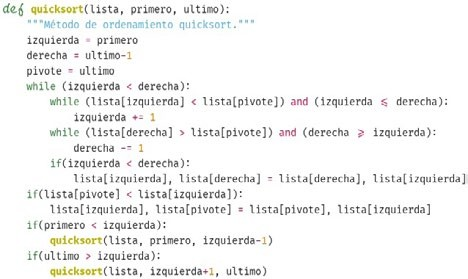 def quicksort(lista, primero, ultimo):
    """Método de ordenamiento quicksort."""
    izquierda = primero
    derecha = ultimo-1
    pivote = ultimo
    while (izquierda < derecha):
        while (lista[izquierda] < lista[pivote]) and (izquierda ≤ derecha):
            izquierda += 1
        while (lista[derecha] > lista[pivote]) and (derecha ≥ izquierda):
            derecha -= 1
        if(izquierda < derecha):
            lista[izquierda], lista[derecha] = lista[derecha], lista[izquierda]
    if(lista[pivote] < lista[izquierda]):
        lista[izquierda], lista[pivote] = lista[pivote], lista[izquierda]
    if(primero < izquierda):
        quicksort(lista, primero, izquierda-1)
    if(ultimo > izquierda):
        quicksort(lista, izquierda+1, ultimo)